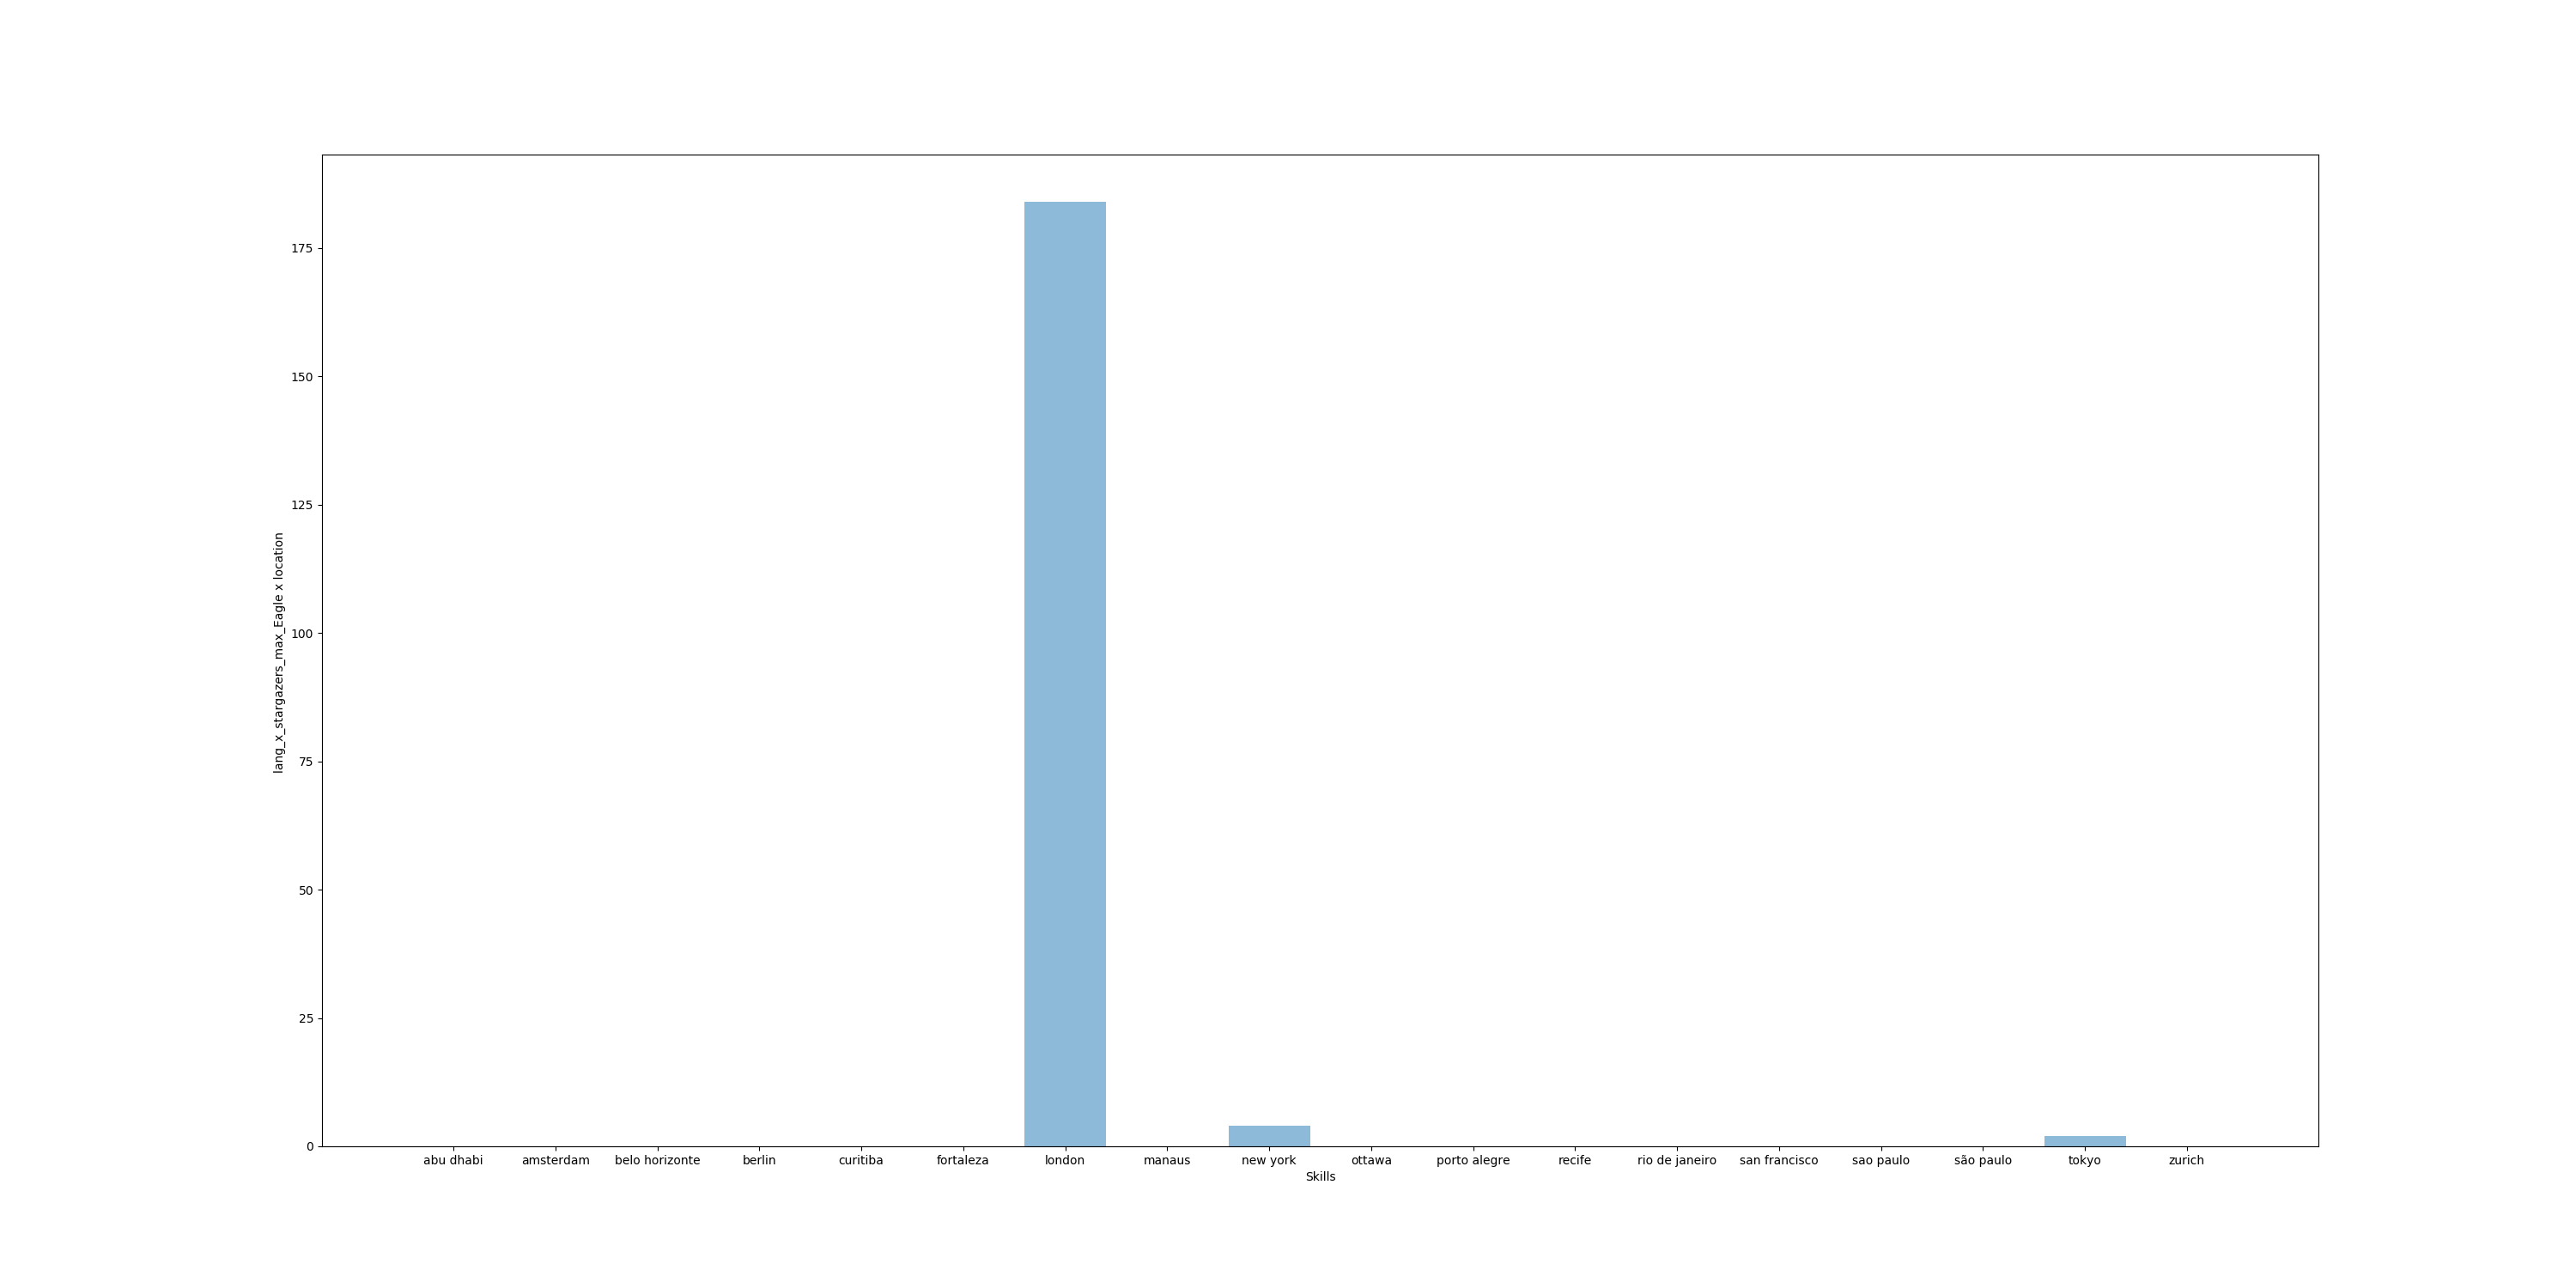 175
150
125
100
75
50
25
0
lang_x_stargazers_max_Eagle x location
abu dhabi amsterdam belo horizonte berlin curitiba fortaleza london manaus new york ottawa porto alegre recife rio de janeiro san francisco sao paulo são paulo tokyo zurich
Skills